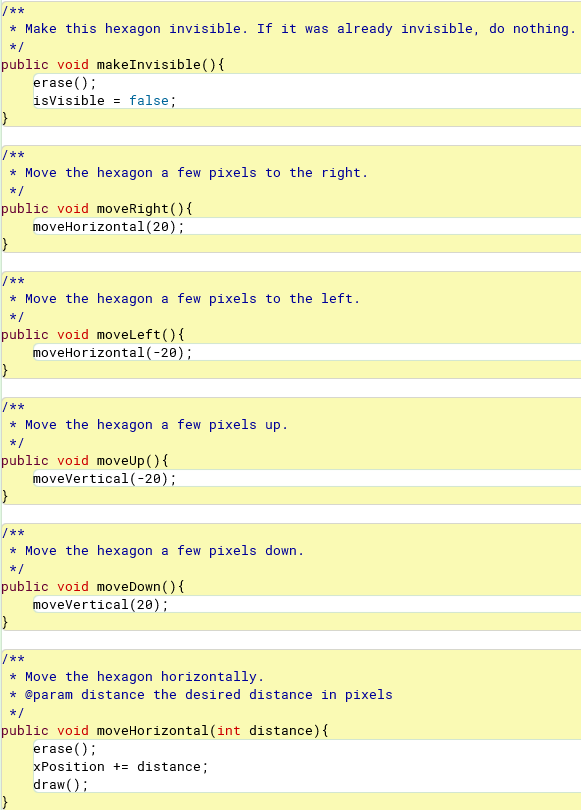 /**
 * Make this hexagon invisible. If it was already invisible, do nothing.
 */
public void makeInvisible(){
    erase();
    isVisible = false;
}

/**
 * Move the hexagon a few pixels to the right.
 */
public void moveRight(){
    moveHorizontal(20);
}

/**
 * Move the hexagon a few pixels to the left.
 */
public void moveLeft(){
    moveHorizontal(-20);
}

/**
 * Move the hexagon a few pixels up.
 */
public void moveUp(){
    moveVertical(-20);
}

/**
 * Move the hexagon a few pixels down.
 */
public void moveDown(){
    moveVertical(20);
}

/**
 * Move the hexagon horizontally.
 * @param distance the desired distance in pixels
 */
public void moveHorizontal(int distance){
    erase();
    xPosition += distance;
    draw();
}